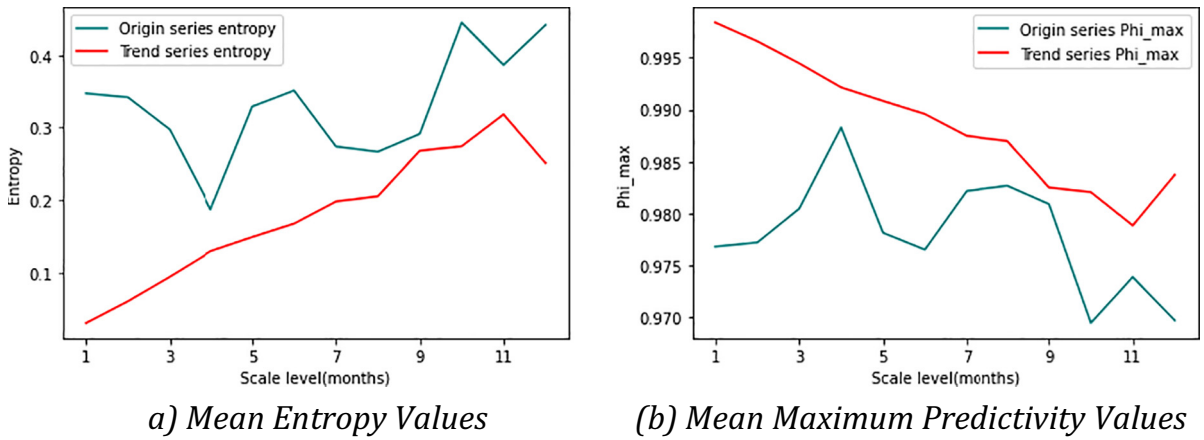 Origin series entropy
Trend series entropy
0.4
0.3
0.2
0.1
Entropy
1 3 5 7 9 11
Scale level(months)
a) Mean Entropy Values
Origin series Phi_max
Trend series Phi_max
0.995
0.990
0.985
0.980
0.975
0.970
Phi_max
1 3 5 7 9 11
Scale level(months)
(b) Mean Maximum Predictivity Values